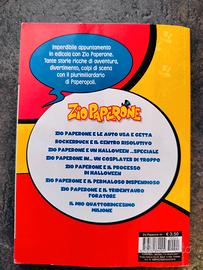 Imperdibile appuntamento
in edicola con Zio Paperone.
Tante storie ricche di avventura,
divertimento, colpi di scena
con il plurimiliardario
di Paperopoli.
ZIO PAPERONE
ZIO PAPERONE E LE AUTO USA E GETTA
ROCKERDUCK E IL CENTRO RISOLUTIVO
ZIO PAPERONE E UN HALLOWEEN ...SPECIALE
ZIO PAPERONE IN... UN COSPLAYER DI TROPPO
ZIO PAPERONE E IL PROCESSO
DI HALLOWEEN
ZIO PAPERONE E IL PERMALOSO DISPENDIOSO
ZIO PAPERONE E IL TRIDENTAURO
FORATORE
IL MIO QUATTORDICESIMO
MILIONE
€ 3,50